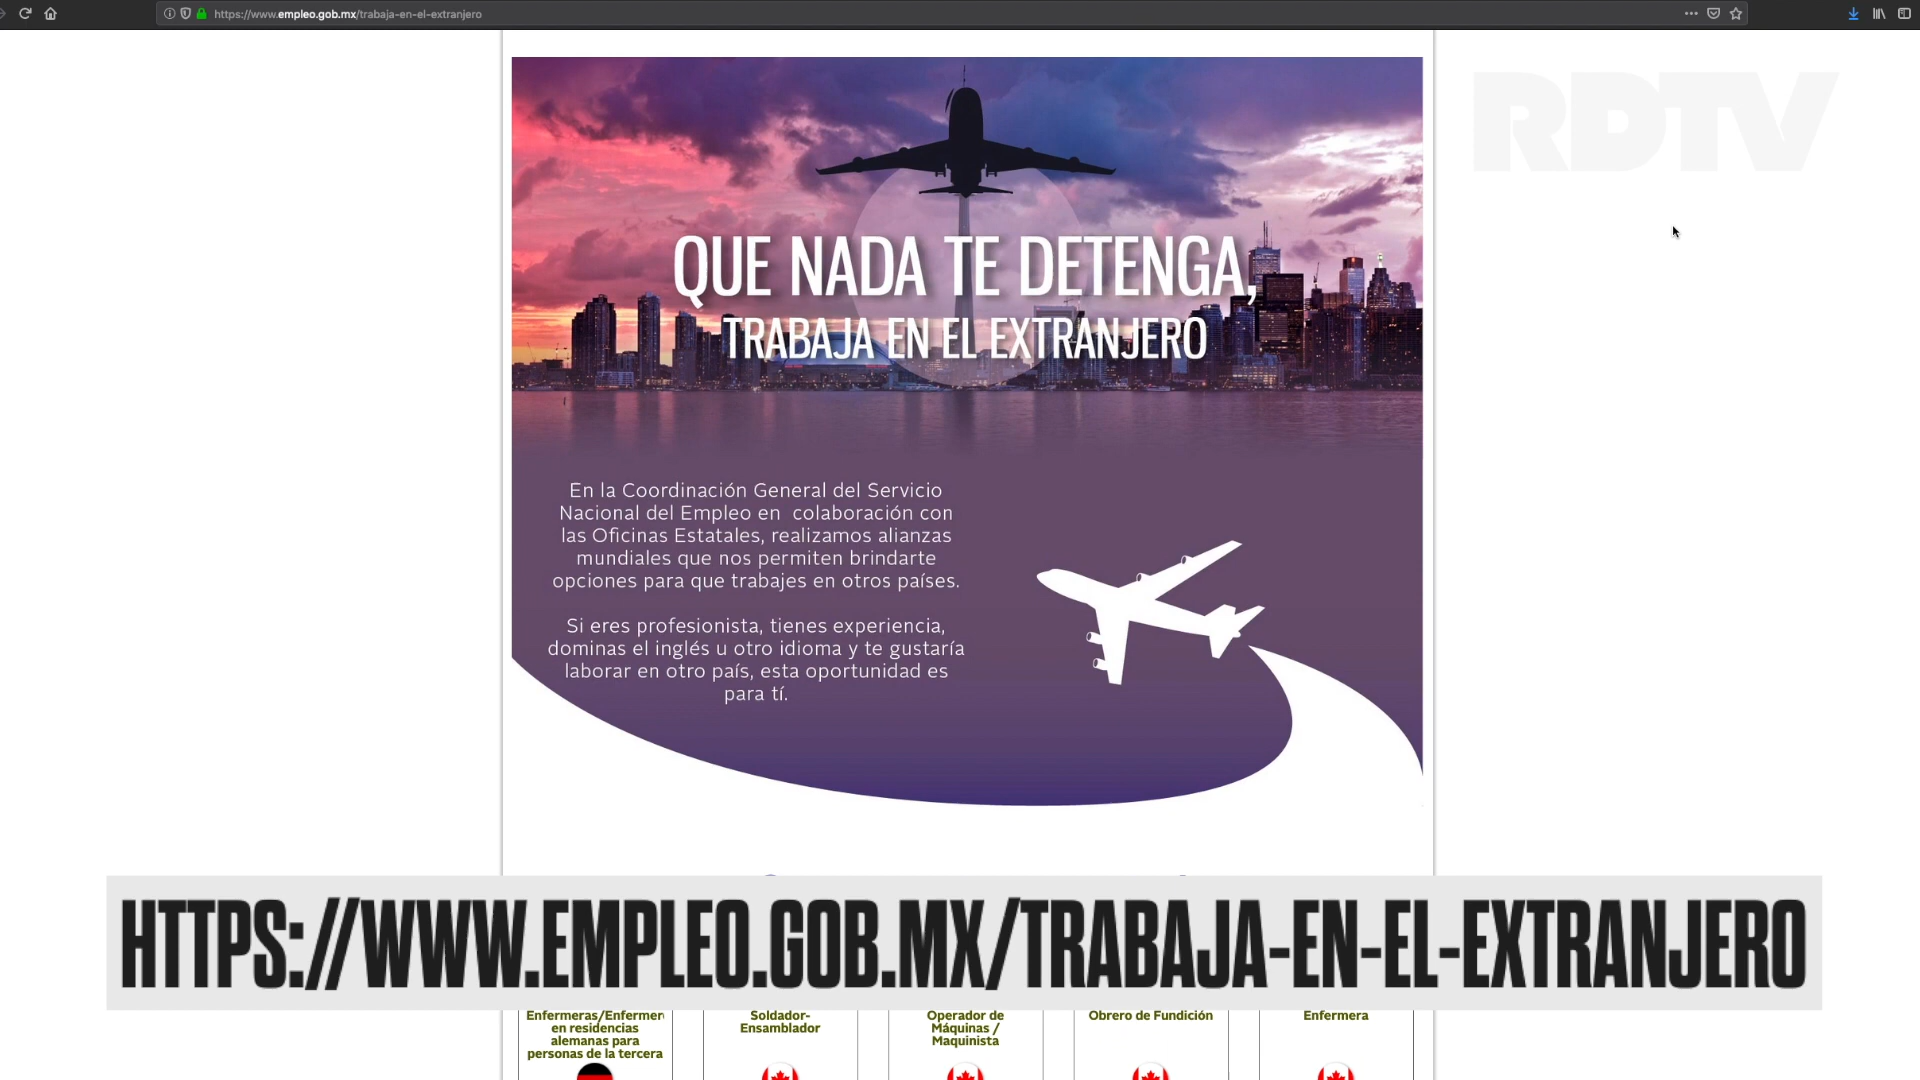 https://www.empleo.gob.mx/trabaja-en-el-extranjero
RDTV
QUE NADA TE DETENGA,
TRABAJA EN EL EXTRANJERO
En la Coordinación General del Servicio
Nacional del Empleo en colaboración con
las Oficinas Estatales, realizamos alianzas
mundiales que nos permiten brindarte
opciones para que trabajes en otros países.
Si eres profesionista, tienes experiencia,
dominas el inglés u otro idioma y te gustaría
laborar en otro país, esta oportunidad es
para tí.
HTTPS://WWW.EMPLEO.GOB.MX/TRABAJA-EN-EL-EXTRANJERO
Enfermeras/Enfermer
en residencias
alemanas para
personas de la tercera
Soldador-
Ensamblador
Operador de
Máquinas /
Maquinista
Obrero de Fundición
Enfermera